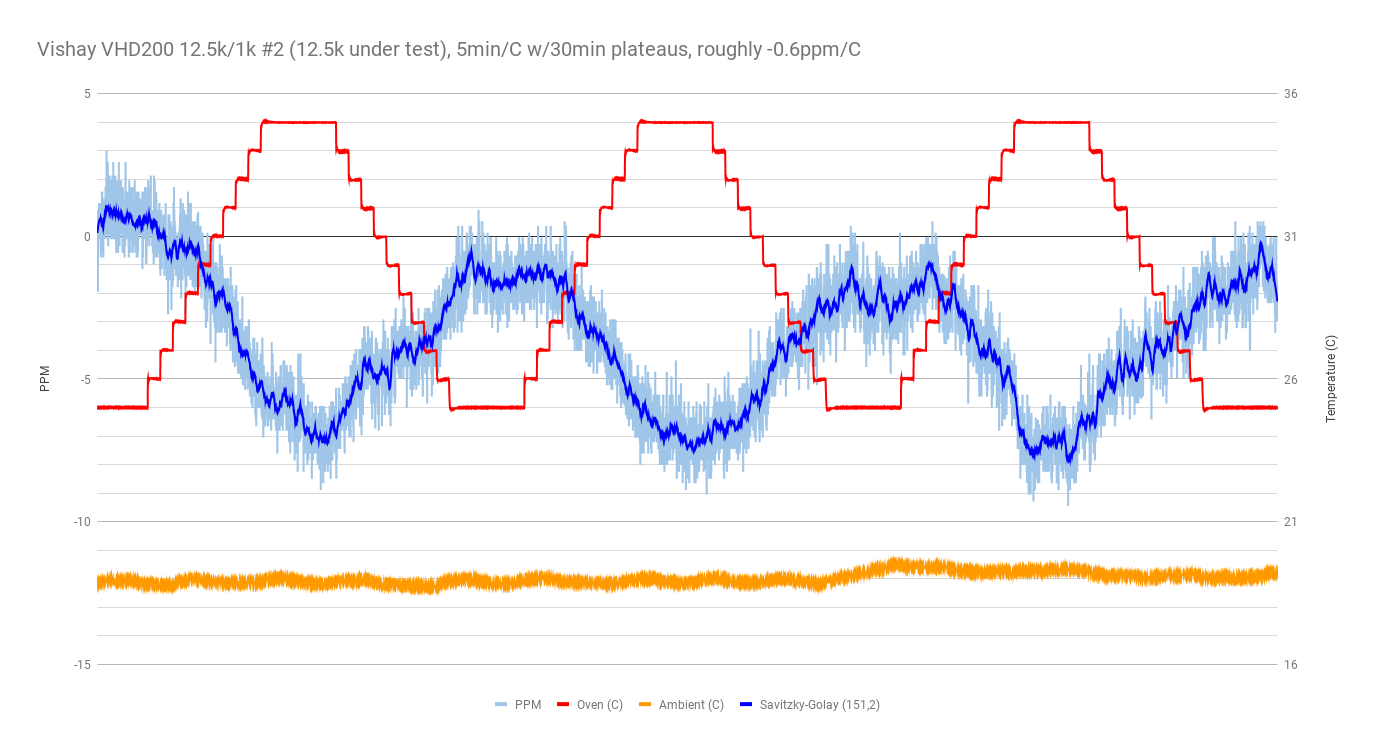 Vishay VHD200 12.5k/1k #2 (12.5k under test), 5min/C w/30min plateaus, roughly -0.6ppm/C
5
36
0
31
-5
26
-10
21
-15
16
PPM
Temperature (C)
PPM
Oven (C)
Ambient (C)
Savitzky-Golay (151,2)